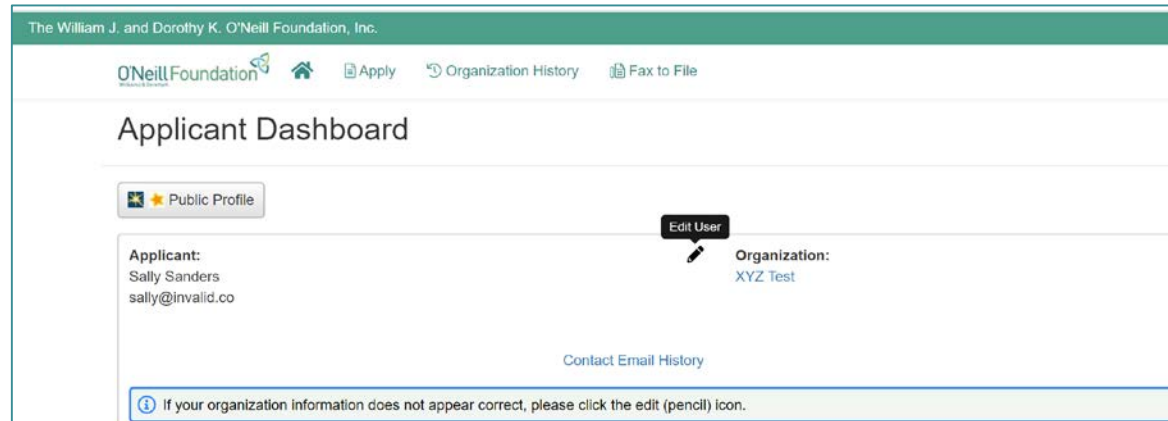 The William J. and Dorothy K. O'Neill Foundation, Inc.
O'Neill Foundation Apply Organization History Fax to File
Applicant Dashboard
Public Profile
Edit User
Applicant: Organization:
Sally Sanders XYZ Test
sally@invalid.co
Contact Email History
If your organization information does not appear correct, please click the edit (pencil) icon.